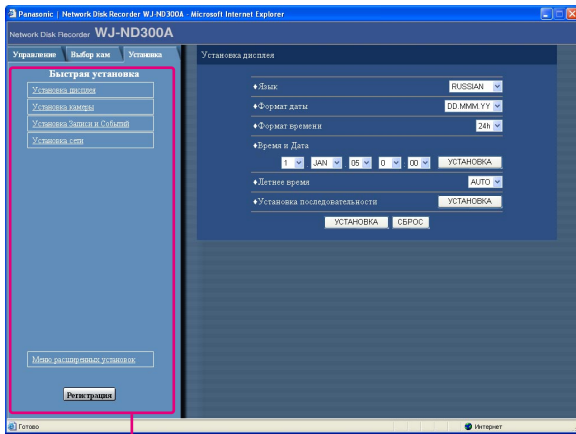 Panasonic | Network Disk Recorder WJ-ND300A - Microsoft Internet Explorer
Network Disk Recorder WJ-ND300A
Управление Выбор кам Установка
Быстрая установка
Установка дисплея
Установка камеры
Установка Записи и Событий
Установка сети
Меню расширенных установок
Регистрация
Установка дисплея
♦Язык RUSSIAN
♦Формат даты DD.MMM.YY
♦Формат времени 24h
♦Время и Дата
1 JAN 05 0 00 УСТАНОВКА
♦Летнее время AUTO
♦Установка последовательности УСТАНОВКА
УСТАНОВКА СБРОС
Готово Интернет